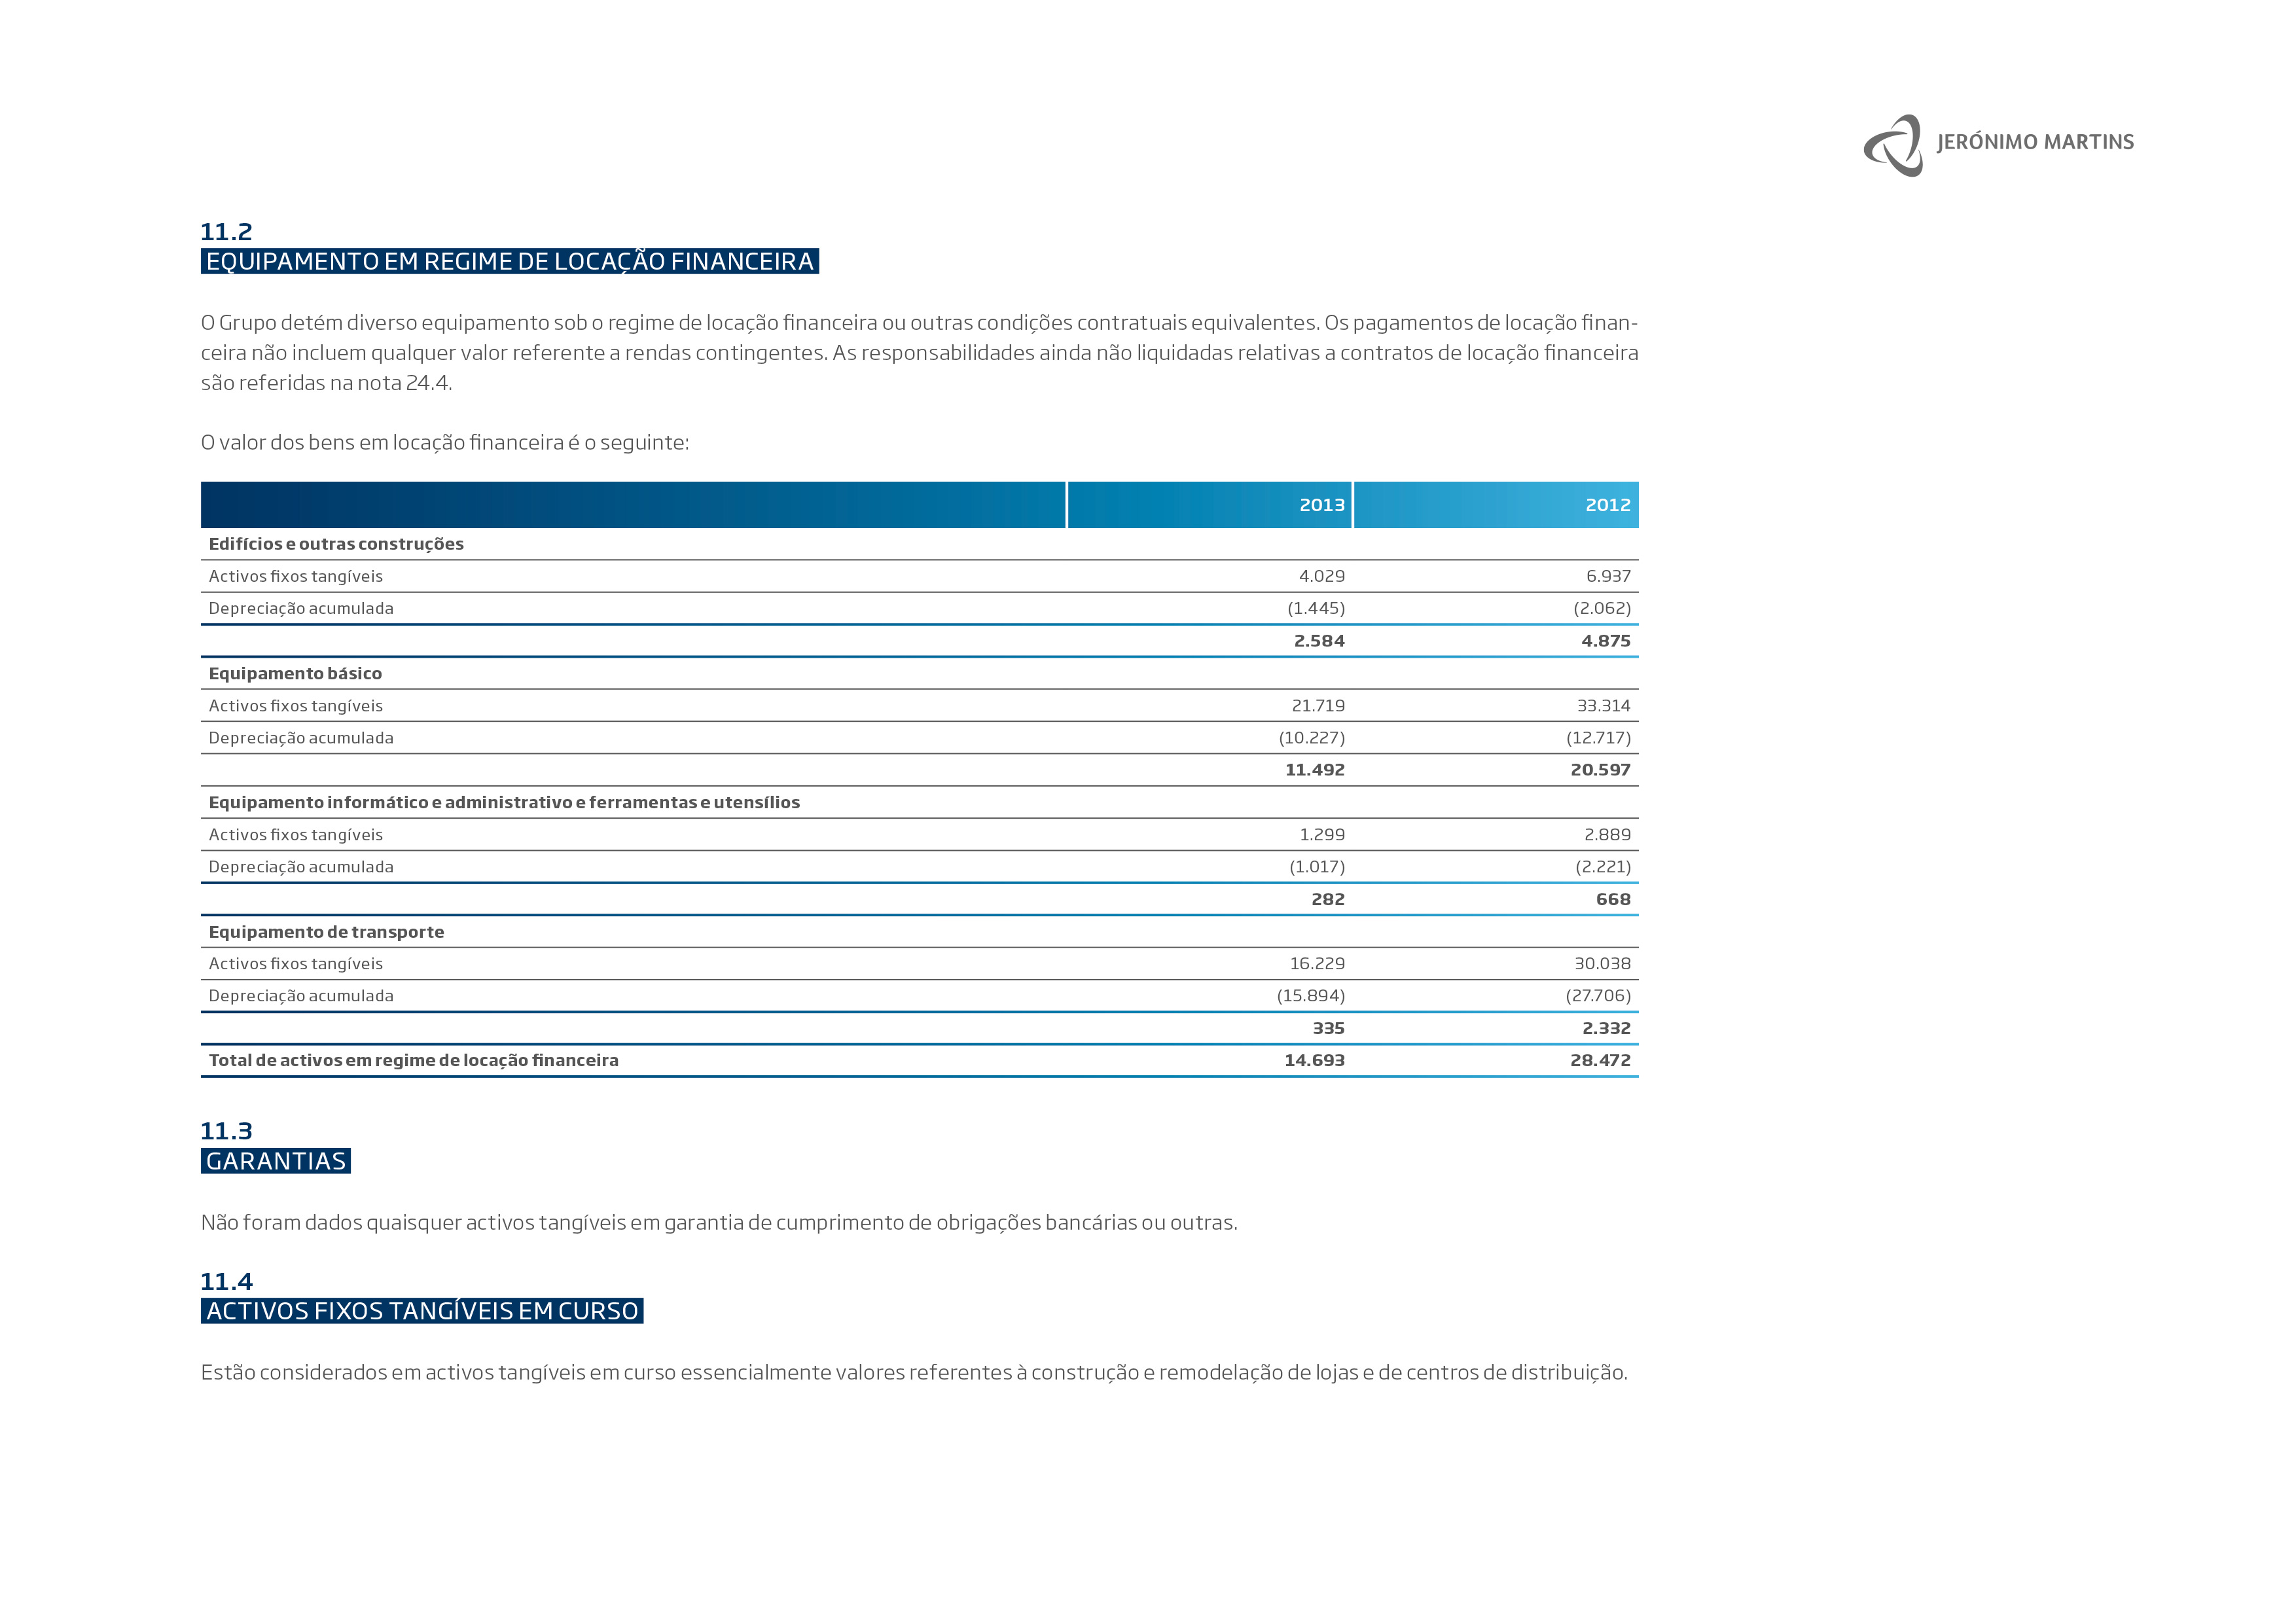 JERÓNIMO MARTINS
11.2
EQUIPAMENTO EM REGIME DE LOCAÇÃO FINANCEIRA
O Grupo detém diverso equipamento sob o regime de locação financeira ou outras condições contratuais equivalentes. Os pagamentos de locação finan-
ceira não incluem qualquer valor referente a rendas contingentes. As responsabilidades ainda não liquidadas relativas a contratos de locação financeira
são referidas na nota 24.4.
O valor dos bens em locação financeira é o seguinte:
2013 2012
Edifícios e outras construções
Activos fixos tangíveis 4.029 6.937
Depreciação acumulada (1.445) (2.062)
2.584 4.875
Equipamento básico
Activos fixos tangíveis 21.719 33.314
Depreciação acumulada (10.227) (12.717)
11.492 20.597
Equipamento informático e administrativo e ferramentas e utensílios
Activos fixos tangíveis 1.299 2.889
Depreciação acumulada (1.017) (2.221)
282 668
Equipamento de transporte
Activos fixos tangíveis 16.229 30.038
Depreciação acumulada (15.894) (27.706)
335 2.332
Total de activos em regime de locação financeira 14.693 28.472
11.3
GARANTIAS
Não foram dados quaisquer activos tangíveis em garantia de cumprimento de obrigações bancárias ou outras.
11.4
ACTIVOS FIXOS TANGÍVEIS EM CURSO
Estão considerados em activos tangíveis em curso essencialmente valores referentes à construção e remodelação de lojas e de centros de distribuição.